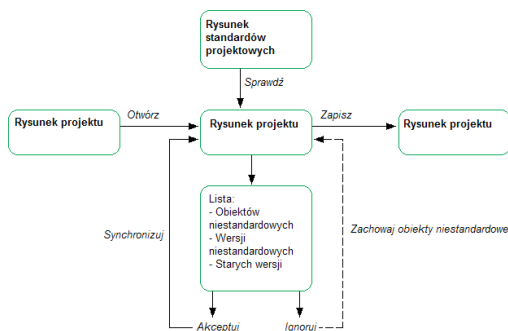 Rysunek
standardów
projektowych
Sprawdź
Rysunek projektu
Otwórz
Rysunek projektu
Zapisz
Rysunek projektu
Lista:
- Obiektów
niestandardowych
- Wersji
niestandardowych
- Starych wersji
Synchronizuj
Zachowaj obiekty niestandardowe
Akceptuj
Ignoruj